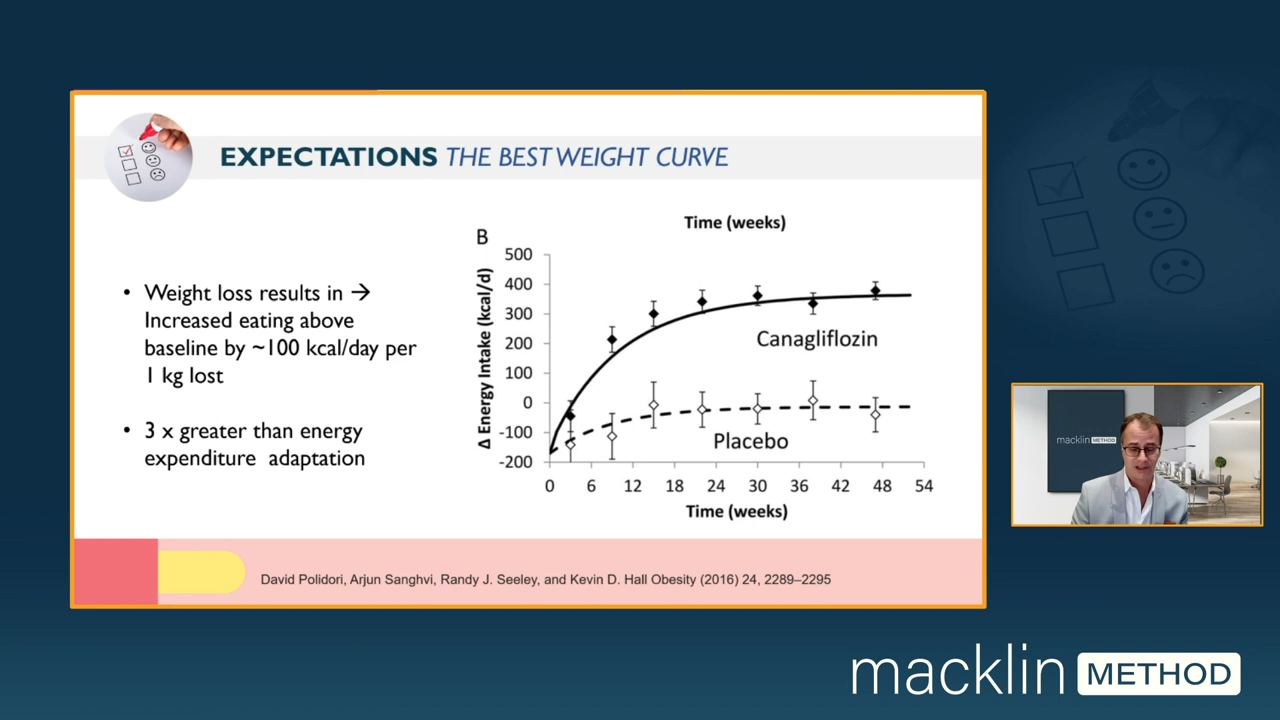 EXPECTATIONS THE BEST WEIGHT CURVE
• Weight loss results in →
Increased eating above
baseline by ~100 kcal/day per
1 kg lost
• 3 x greater than energy
expenditure adaptation
Time (weeks)
B
Δ Energy Intake (kcal/d)
500
400
300
200
100
0
-100
-200
Canagliflozin
Placebo
0 6 12 18 24 30 36 42 48 54
Time (weeks)
David Polidori, Arjun Sanghvi, Randy J. Seeley, and Kevin D. Hall Obesity (2016) 24, 2289–2295
macklin METHOD
macklin METHOD